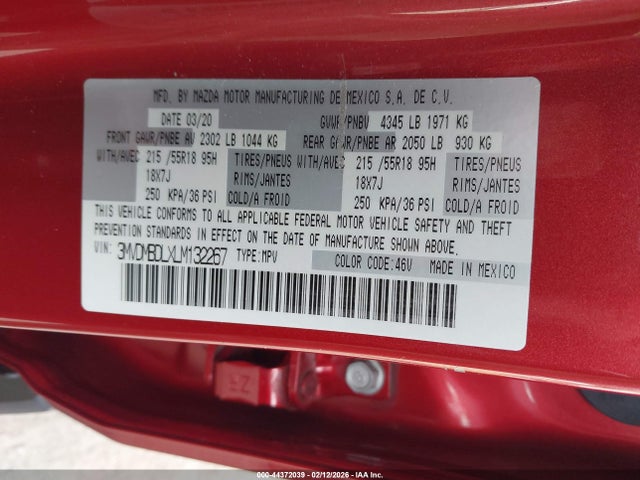 MFD. BY MAZDA MOTOR MANUFACTURING DE MEXICO S.A. DE C.V.
DATE 03/20 GVWR/PNBV 4345 LB 1971 KG
FRONT GAWR/PNBE AV 2302 LB 1044 KG REAR GAWR/PNBE AR 2050 LB 930 KG
WITH/AVEC 215 /55R18 95H TIRES/PNEUS WITH/AVEC 215 /55R18 95H TIRES/PNEUS
18X7J RIMS/JANTES 18X7J RIMS/JANTES
250 KPA/36 PSI COLD/A FROID 250 KPA/36 PSI COLD/A FROID
THIS VEHICLE CONFORMS TO ALL APPLICABLE FEDERAL MOTOR VEHICLE SAFETY AND THEFT
PREVENTION STANDARDS IN EFFECT ON THE DATE OF MANUFACTURE SHOWN ABOVE.
VIN: 3MVDMBDLXLM132267 TYPE: MPV COLOR CODE:46V MADE IN MEXICO
00-44372039 - 02/12/2026 - IAA Inc.